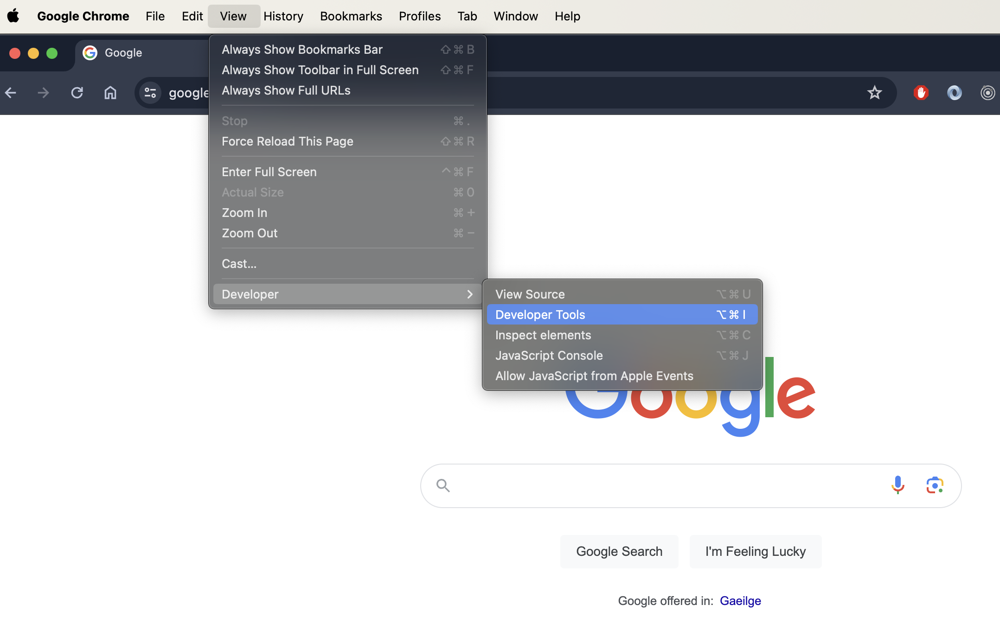 Google Chrome File Edit View History Bookmarks Profiles Tab Window Help
Google
google
Always Show Bookmarks Bar ⇧⌘B
Always Show Toolbar in Full Screen ⇧⌘F
Always Show Full URLs
Stop ⌘.
Force Reload This Page ⇧⌘R
Enter Full Screen ^⌘F
Actual Size ⌘0
Zoom In ⌘+
Zoom Out ⌘−
Cast...
Developer
View Source ⌥⌘U
Developer Tools ⌥⌘I
Inspect elements ⌥⌘C
JavaScript Console ⌥⌘J
Allow JavaScript from Apple Events
Google
Google Search I'm Feeling Lucky
Google offered in: Gaeilge